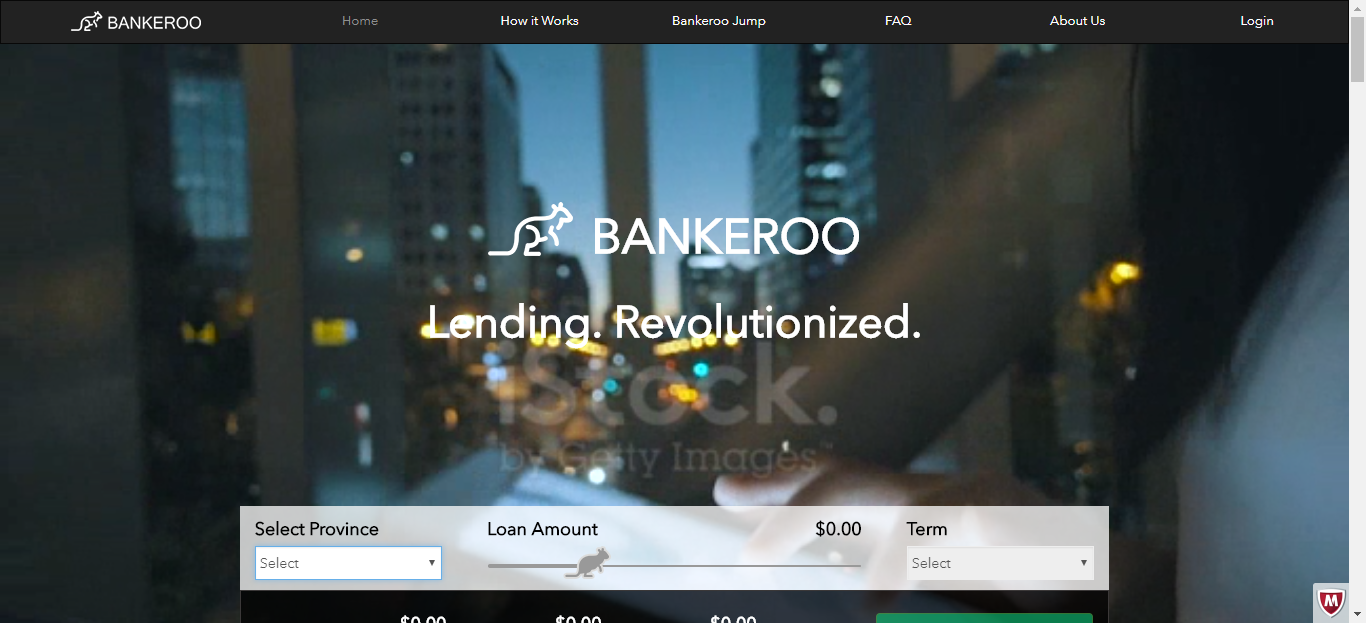 BANKEROO
Home
How it Works
Bankeroo Jump
FAQ
About Us
Login
BANKEROO
Lending. Revolutionized.
iStock.
by Getty Images™
Select Province
Loan Amount
$0.00
Term
Select
Select
$0.00
$0.00
$0.00
M